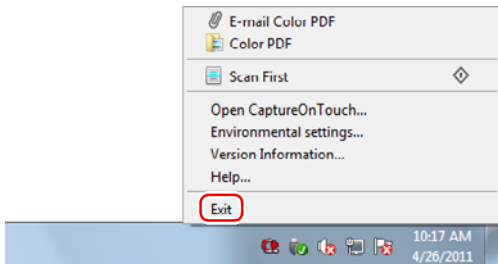 E-mail Color PDF
Color PDF
Scan First
Open CaptureOnTouch...
Environmental settings...
Version Information...
Help...
Exit
10:17 AM
4/26/2011